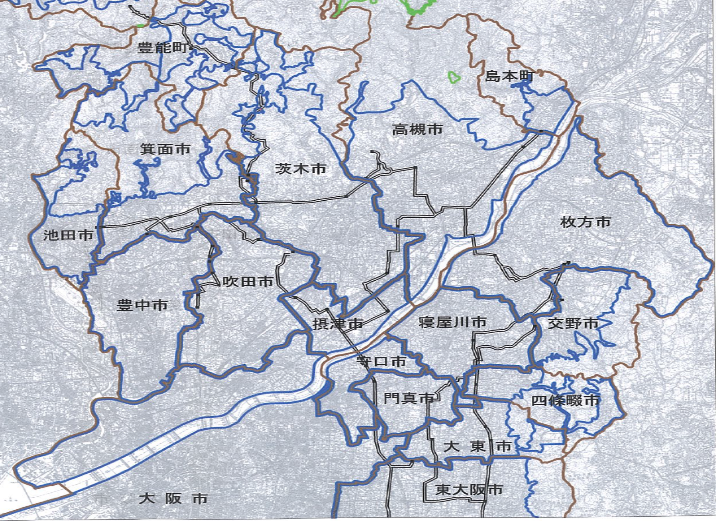 豊能町
島本町
高槻市
箕面市
茨木市
枚方市
池田市
吹田市
豊中市
摂津市
寝屋川市
交野市
守口市
門真市
四條畷市
大東市
東大阪市
大阪市